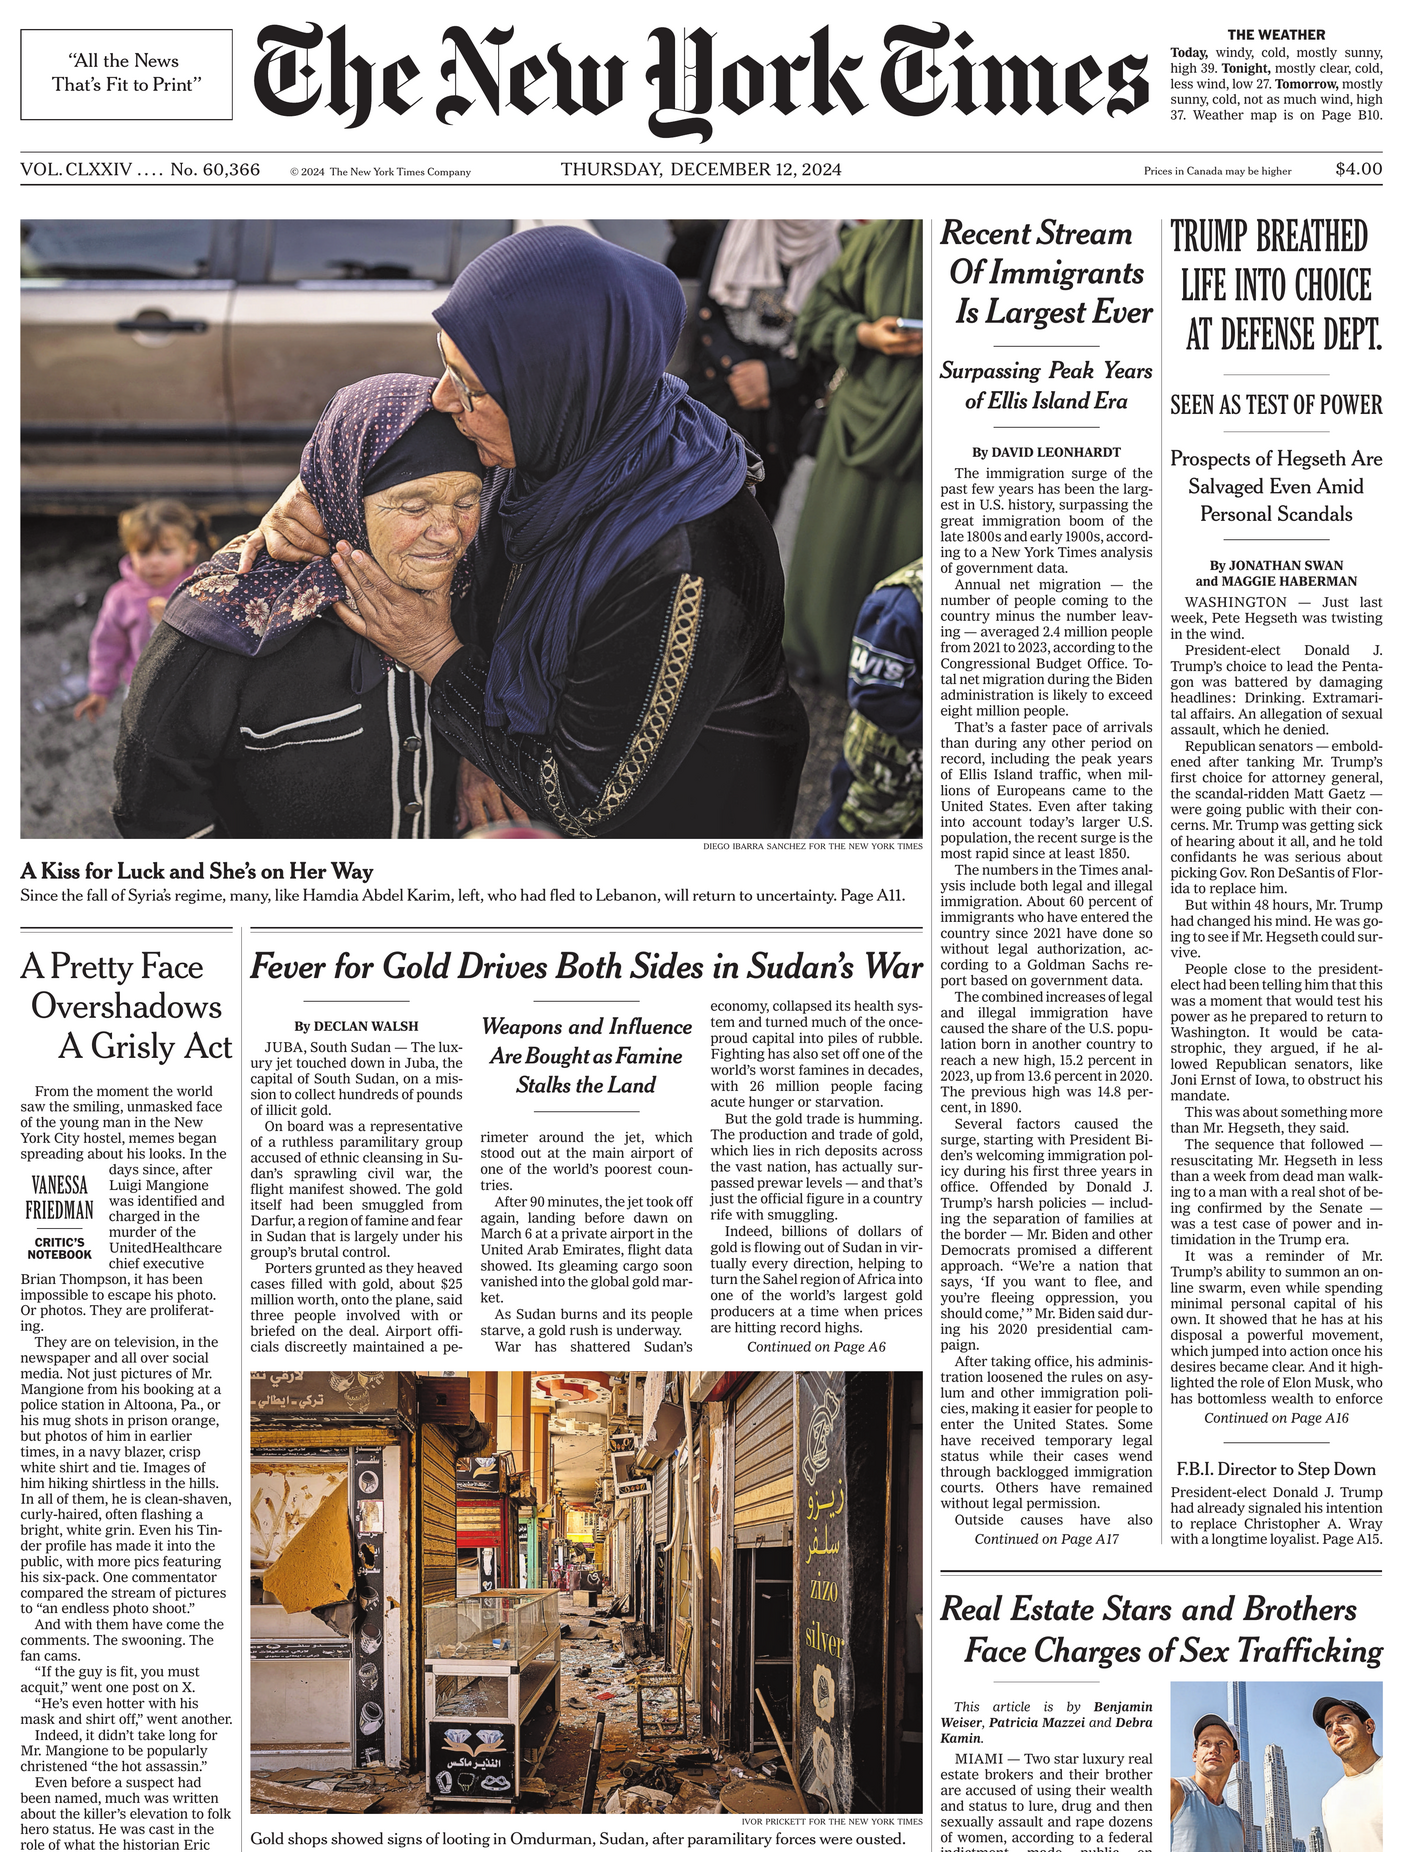 “All the News
That’s Fit to Print”
The New York Times
THE WEATHER
Today, windy, cold, mostly sunny,
high 39. Tonight, mostly clear, cold,
less wind, low 27. Tomorrow, mostly
sunny, cold, not as much wind, high
37. Weather map is on Page B10.
VOL. CLXXIV .... No. 60,366
© 2024 The New York Times Company
THURSDAY, DECEMBER 12, 2024
Prices in Canada may be higher
$4.00
DIEGO IBARRA SANCHEZ FOR THE NEW YORK TIMES
A Kiss for Luck and She’s on Her Way
Since the fall of Syria’s regime, many, like Hamdia Abdel Karim, left, who had fled to Lebanon, will return to uncertainty. Page A11.
A Pretty Face
Overshadows
A Grisly Act
From the moment the world
saw the smiling, unmasked face
of the young man in the New
York City hostel, memes began
spreading about his looks. In the
VANESSA
FRIEDMAN
CRITIC’S
NOTEBOOK
days since, after
Luigi Mangione
was identified and
charged in the
murder of the
UnitedHealthcare
chief executive
Brian Thompson, it has been
impossible to escape his photo.
Or photos. They are proliferat-
ing.
They are on television, in the
newspaper and all over social
media. Not just pictures of Mr.
Mangione from his booking at a
police station in Altoona, Pa., or
his mug shots in prison orange,
but photos of him in earlier
times, in a navy blazer, crisp
white shirt and tie. Images of
him hiking shirtless in the hills.
In all of them, he is clean-shaven,
curly-haired, often flashing a
bright, white grin. Even his Tin-
der profile has made it into the
public, with more pics featuring
his six-pack. One commentator
compared the stream of pictures
to “an endless photo shoot.”
And with them have come the
comments. The swooning. The
fan cams.
“If the guy is fit, you must
acquit,” went one post on X.
“He’s even hotter with his
mask and shirt off,” went another.
Indeed, it didn’t take long for
Mr. Mangione to be popularly
christened “the hot assassin.”
Even before a suspect had
been named, much was written
about the killer’s elevation to folk
hero status. He was cast in the
role of what the historian Eric
Fever for Gold Drives Both Sides in Sudan’s War
By DECLAN WALSH
JUBA, South Sudan — The lux-
ury jet touched down in Juba, the
capital of South Sudan, on a mis-
sion to collect hundreds of pounds
of illicit gold.
On board was a representative
of a ruthless paramilitary group
accused of ethnic cleansing in Su-
dan’s sprawling civil war, the
flight manifest showed. The gold
itself had been smuggled from
Darfur, a region of famine and fear
in Sudan that is largely under his
group’s brutal control.
Porters grunted as they heaved
cases filled with gold, about $25
million worth, onto the plane, said
three people involved with or
briefed on the deal. Airport offi-
cials discreetly maintained a pe-
Weapons and Influence
Are Bought as Famine
Stalks the Land
rimeter around the jet, which
stood out at the main airport of
one of the world’s poorest coun-
tries.
After 90 minutes, the jet took off
again, landing before dawn on
March 6 at a private airport in the
United Arab Emirates, flight data
showed. Its gleaming cargo soon
vanished into the global gold mar-
ket.
As Sudan burns and its people
starve, a gold rush is underway.
War has shattered Sudan’s
economy, collapsed its health sys-
tem and turned much of the once-
proud capital into piles of rubble.
Fighting has also set off one of the
world’s worst famines in decades,
with 26 million people facing
acute hunger or starvation.
But the gold trade is humming.
The production and trade of gold,
which lies in rich deposits across
the vast nation, has actually sur-
passed prewar levels — and that’s
just the official figure in a country
rife with smuggling.
Indeed, billions of dollars of
gold is flowing out of Sudan in vir-
tually every direction, helping to
turn the Sahel region of Africa into
one of the world’s largest gold
producers at a time when prices
are hitting record highs.
Continued on Page A6
زيزو
سلفر
zizo
silver
IVOR PRICKETT FOR THE NEW YORK TIMES
Gold shops showed signs of looting in Omdurman, Sudan, after paramilitary forces were ousted.
Recent Stream
Of Immigrants
Is Largest Ever
Surpassing Peak Years
of Ellis Island Era
By DAVID LEONHARDT
The immigration surge of the
past few years has been the larg-
est in U.S. history, surpassing the
great immigration boom of the
late 1800s and early 1900s, accord-
ing to a New York Times analysis
of government data.
Annual net migration — the
number of people coming to the
country minus the number leav-
ing — averaged 2.4 million people
from 2021 to 2023, according to the
Congressional Budget Office. To-
tal net migration during the Biden
administration is likely to exceed
eight million people.
That’s a faster pace of arrivals
than during any other period on
record, including the peak years
of Ellis Island traffic, when mil-
lions of Europeans came to the
United States. Even after taking
into account today’s larger U.S.
population, the recent surge is the
most rapid since at least 1850.
The numbers in the Times anal-
ysis include both legal and illegal
immigration. About 60 percent of
immigrants who have entered the
country since 2021 have done so
without legal authorization, ac-
cording to a Goldman Sachs re-
port based on government data.
The combined increases of legal
and illegal immigration have
caused the share of the U.S. popu-
lation born in another country to
reach a new high, 15.2 percent in
2023, up from 13.6 percent in 2020.
The previous high was 14.8 per-
cent, in 1890.
Several factors caused the
surge, starting with President Bi-
den’s welcoming immigration pol-
icy during his first three years in
office. Offended by Donald J.
Trump’s harsh policies — includ-
ing the separation of families at
the border — Mr. Biden and other
Democrats promised a different
approach. “We’re a nation that
says, ‘If you want to flee, and
you’re fleeing oppression, you
should come,’ ” Mr. Biden said dur-
ing his 2020 presidential cam-
paign.
After taking office, his adminis-
tration loosened the rules on asy-
lum and other immigration poli-
cies, making it easier for people to
enter the United States. Some
have received temporary legal
status while their cases wend
through backlogged immigration
courts. Others have remained
without legal permission.
Outside causes have also
Continued on Page A17
TRUMP BREATHED
LIFE INTO CHOICE
AT DEFENSE DEPT.
SEEN AS TEST OF POWER
Prospects of Hegseth Are
Salvaged Even Amid
Personal Scandals
By JONATHAN SWAN
and MAGGIE HABERMAN
WASHINGTON — Just last
week, Pete Hegseth was twisting
in the wind.
President-elect Donald J.
Trump’s choice to lead the Penta-
gon was battered by damaging
headlines: Drinking. Extramari-
tal affairs. An allegation of sexual
assault, which he denied.
Republican senators — embold-
ened after tanking Mr. Trump’s
first choice for attorney general,
the scandal-ridden Matt Gaetz —
were going public with their con-
cerns. Mr. Trump was getting sick
of hearing about it all, and he told
confidants he was serious about
picking Gov. Ron DeSantis of Flor-
ida to replace him.
But within 48 hours, Mr. Trump
had changed his mind. He was go-
ing to see if Mr. Hegseth could sur-
vive.
People close to the president-
elect had been telling him that this
was a moment that would test his
power as he prepared to return to
Washington. It would be cata-
strophic, they argued, if he al-
lowed Republican senators, like
Joni Ernst of Iowa, to obstruct his
mandate.
This was about something more
than Mr. Hegseth, they said.
The sequence that followed —
resuscitating Mr. Hegseth in less
than a week from dead man walk-
ing to a man with a real shot of be-
ing confirmed by the Senate —
was a test case of power and in-
timidation in the Trump era.
It was a reminder of Mr.
Trump’s ability to summon an on-
line swarm, even while spending
minimal personal capital of his
own. It showed that he has at his
disposal a powerful movement,
which jumped into action once his
desires became clear. And it high-
lighted the role of Elon Musk, who
has bottomless wealth to enforce
Continued on Page A16
F.B.I. Director to Step Down
President-elect Donald J. Trump
had already signaled his intention
to replace Christopher A. Wray
with a longtime loyalist. Page A15.
Real Estate Stars and Brothers
Face Charges of Sex Trafficking
This article is by Benjamin
Weiser, Patricia Mazzei and Debra
Kamin.
MIAMI — Two star luxury real
estate brokers and their brother
are accused of using their wealth
and status to lure, drug and then
sexually assault and rape dozens
of women, according to a federal